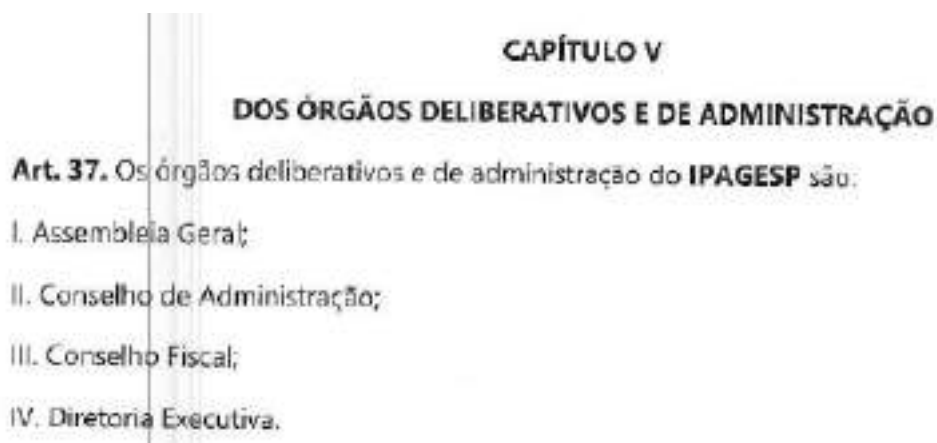 CAPÍTULO V
DOS ÓRGÃOS DELIBERATIVOS E DE ADMINISTRAÇÃO
Art. 37. Os órgãos deliberativos e de administração do IPAGESP são:
I. Assembleia Geral;
II. Conselho de Administração;
III. Conselho Fiscal;
IV. Diretoria Executiva.